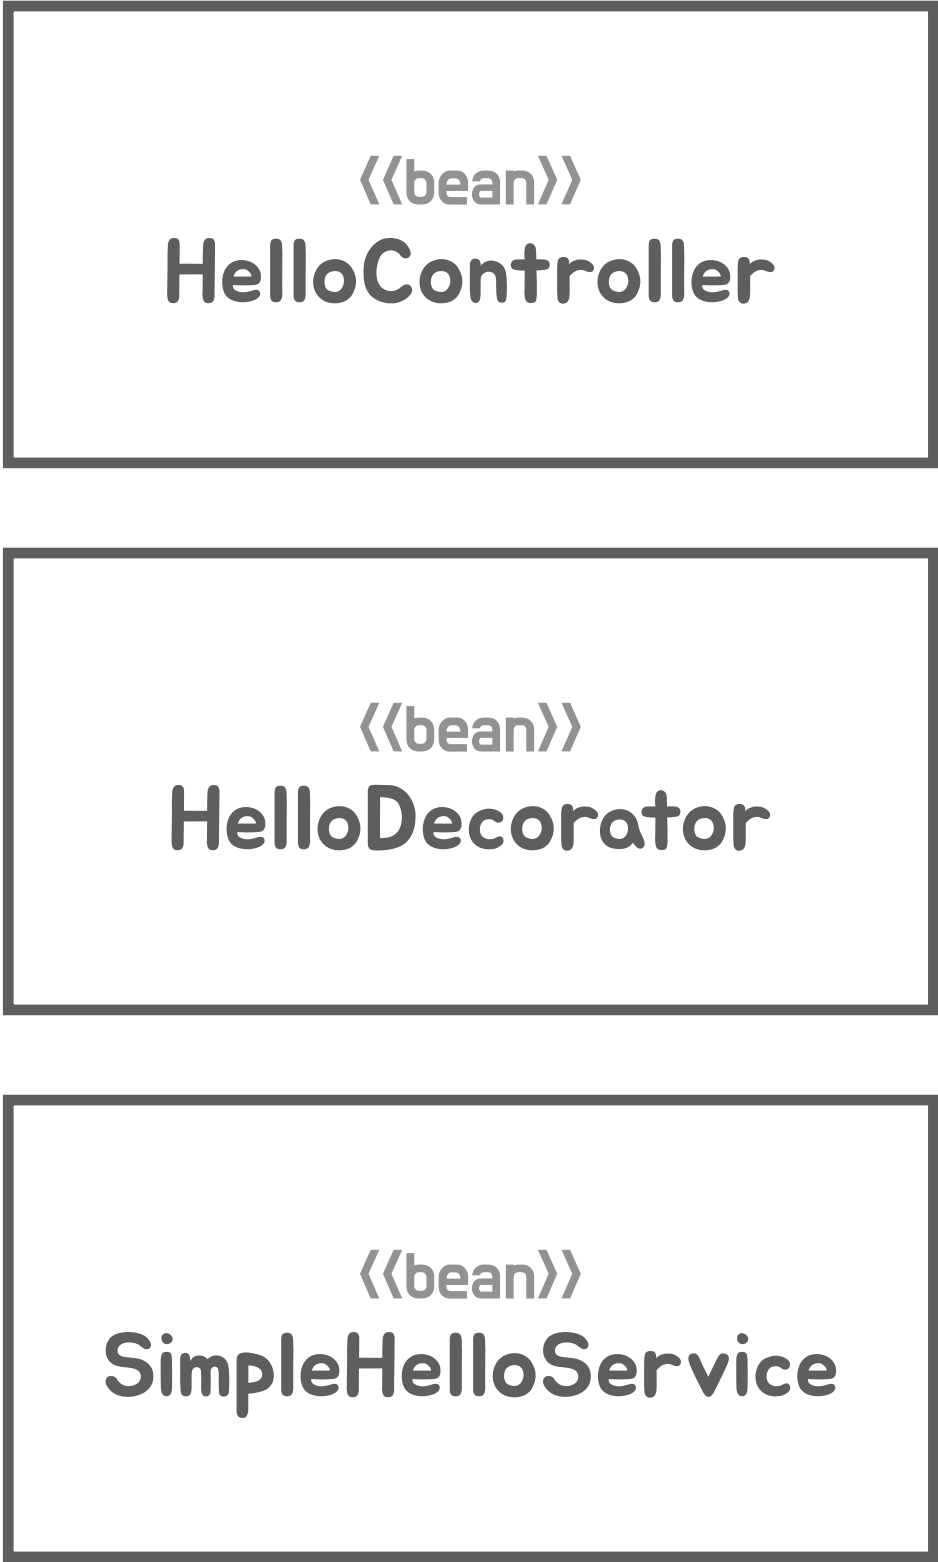 ⟪bean⟫
HelloController
⟪bean⟫
HelloDecorator
⟪bean⟫
SimpleHelloService